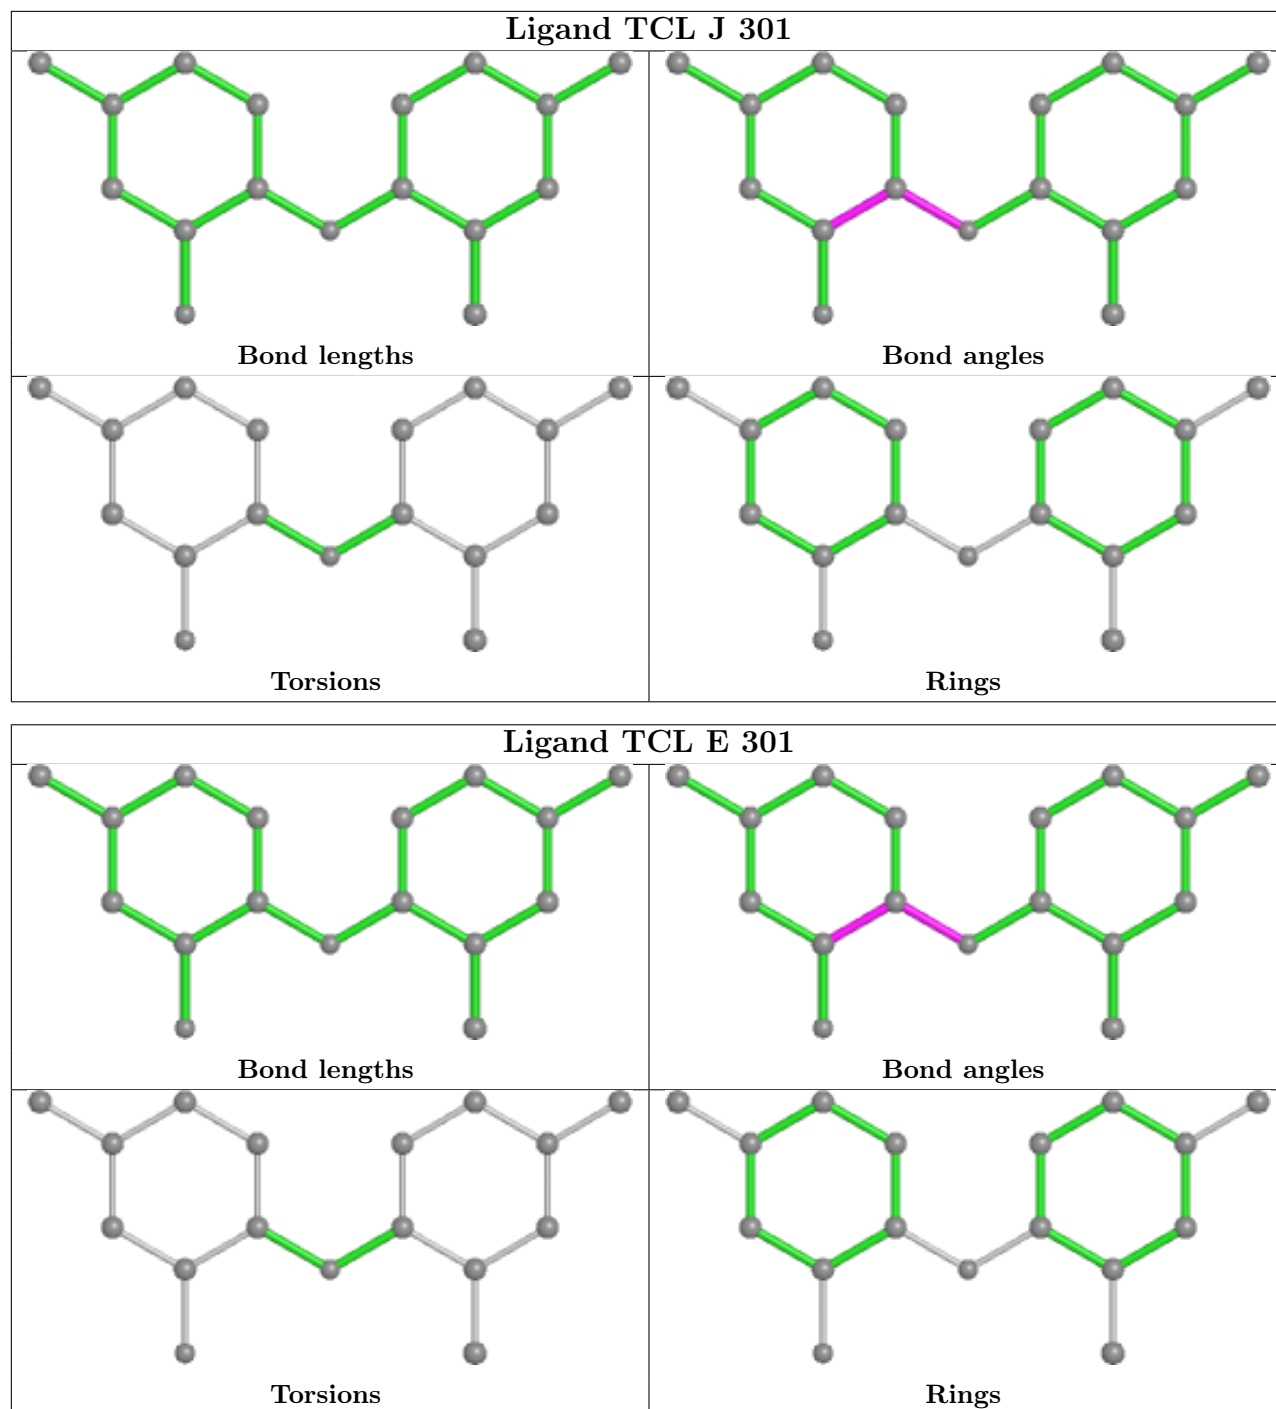 Ligand TCL J 301
Bond lengths
Bond angles
Torsions
Rings
Ligand TCL E 301
Bond lengths
Bond angles
Torsions
Rings